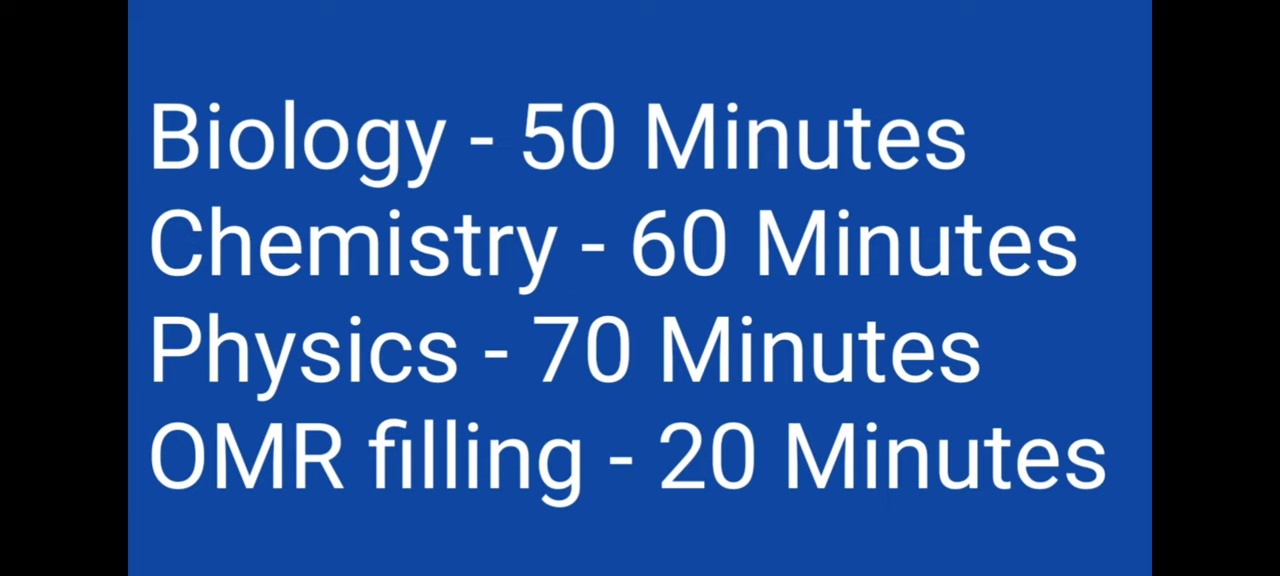 Biology - 50 Minutes
Chemistry - 60 Minutes
Physics - 70 Minutes
OMR filling - 20 Minutes